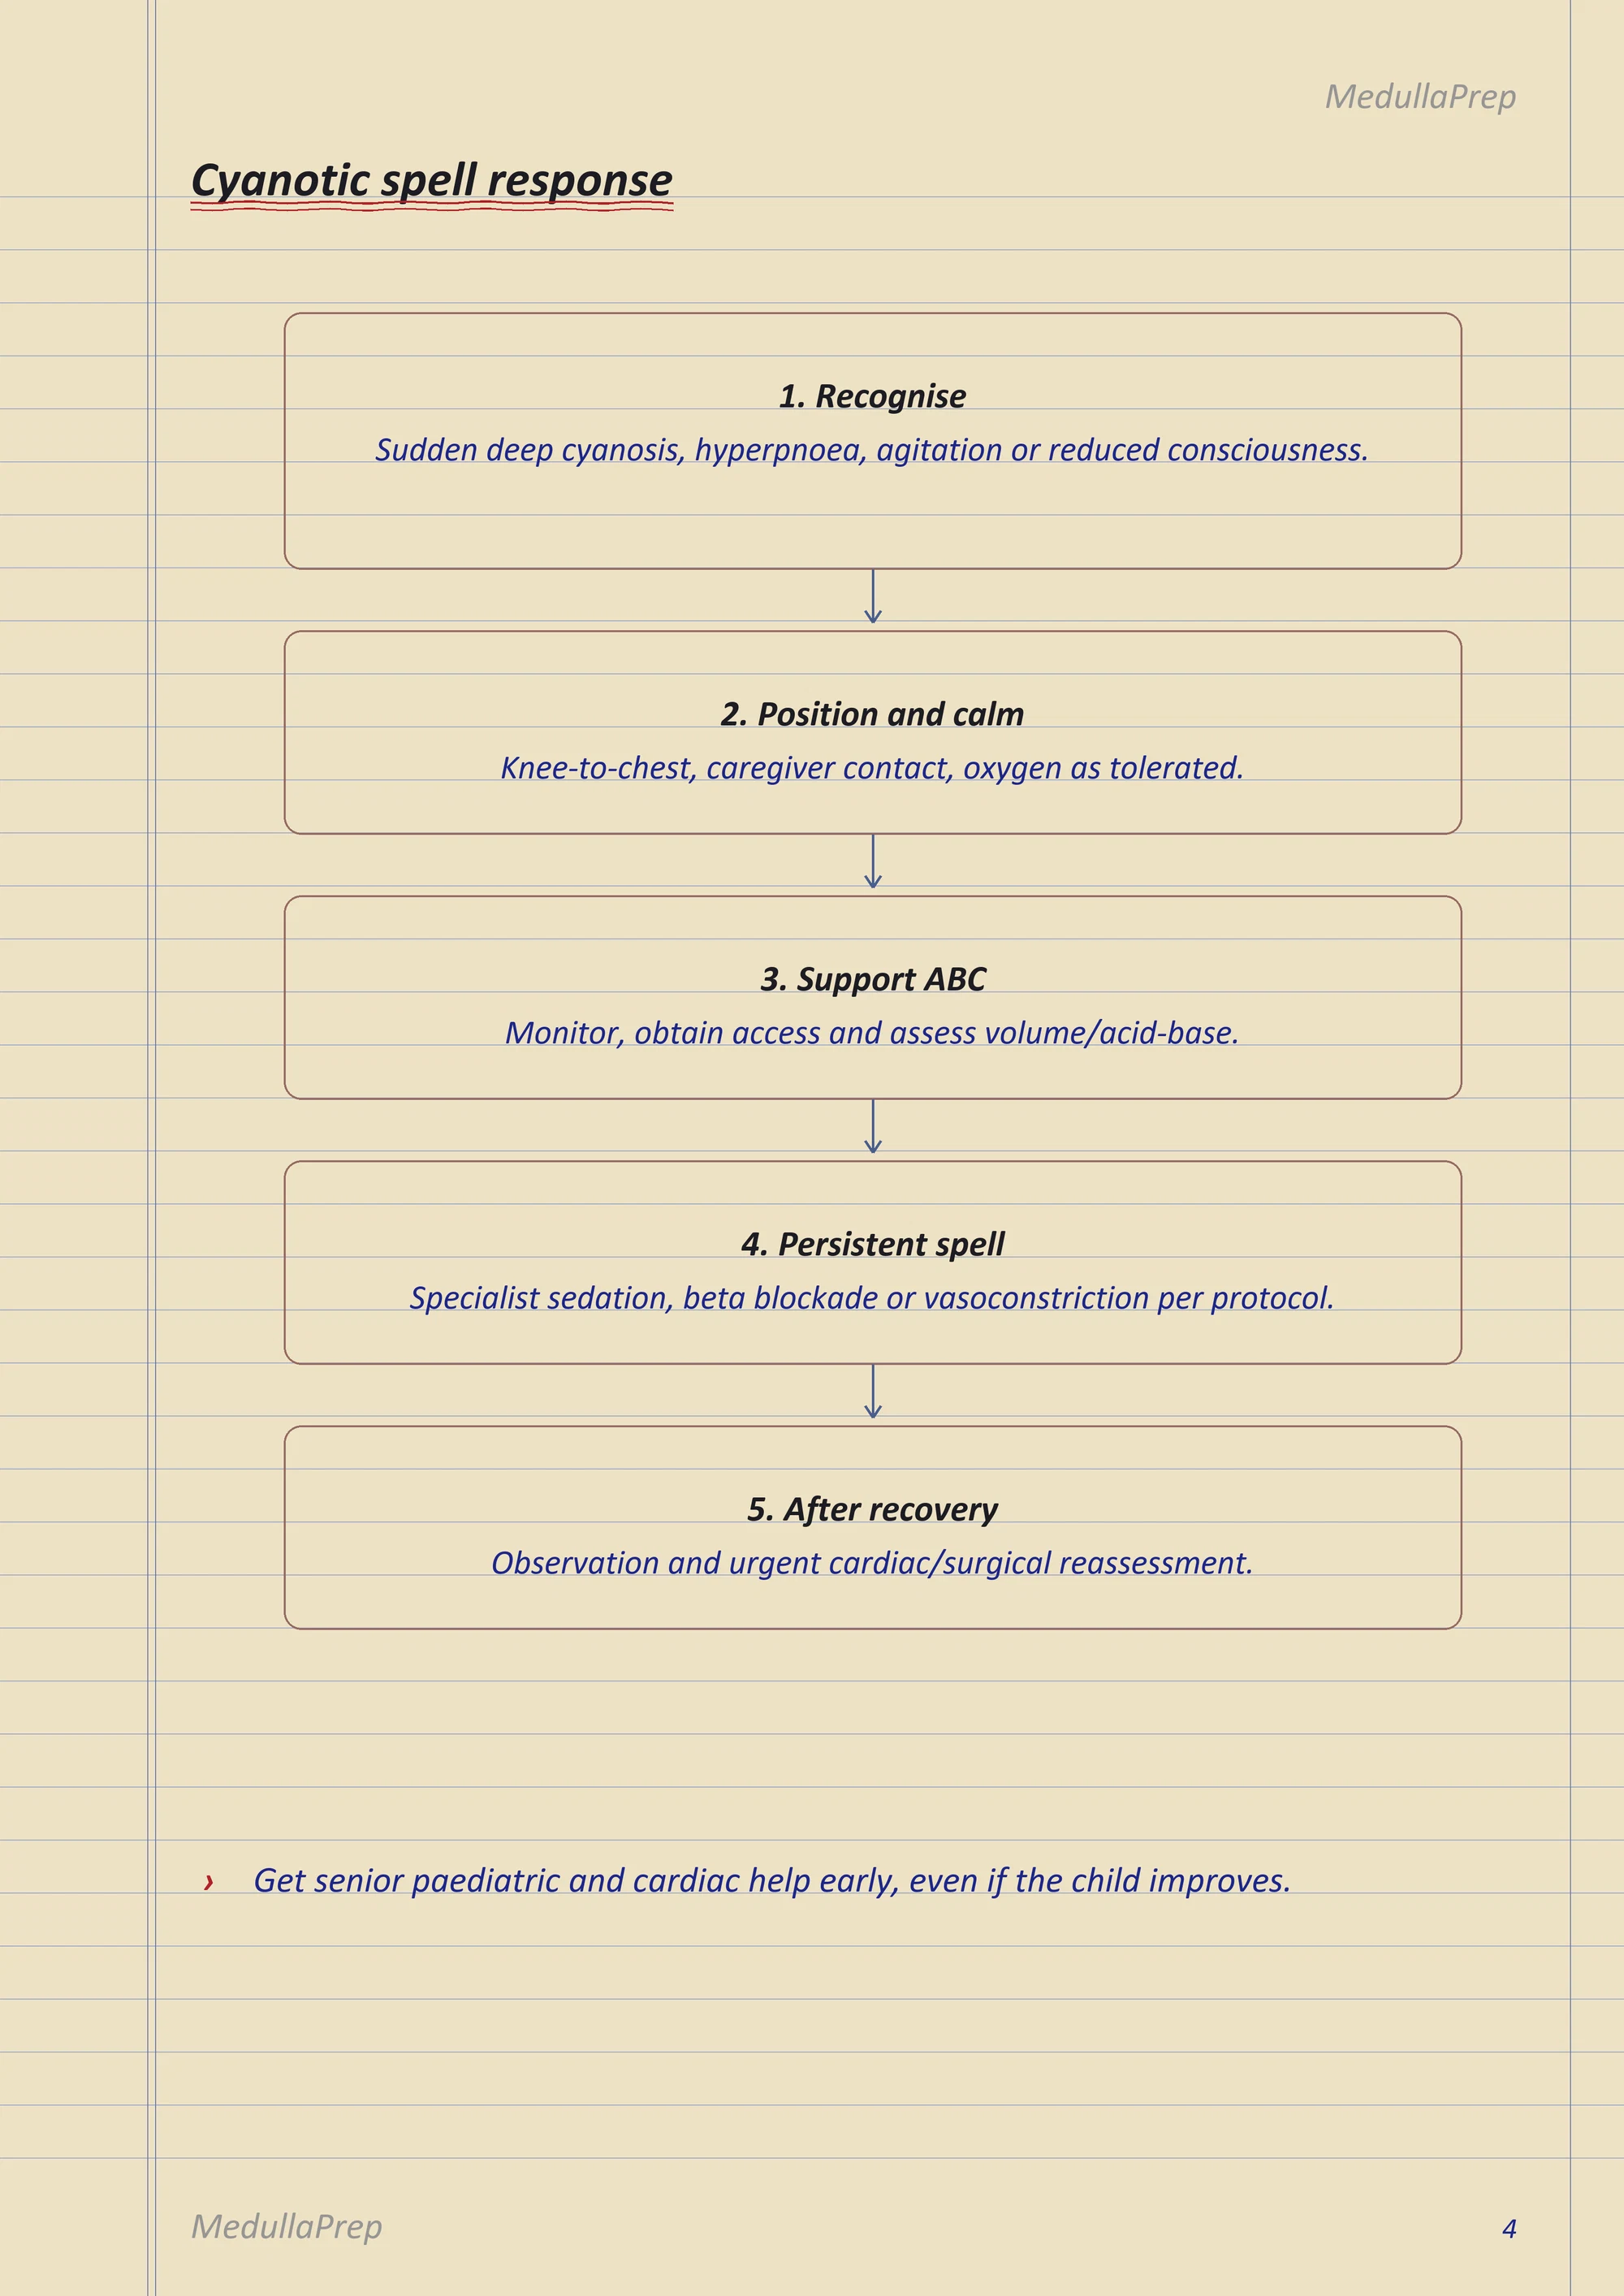 MedullaPrep
Cyanotic spell response
1. Recognise
Sudden deep cyanosis, hyperpnoea, agitation or reduced consciousness.
2. Position and calm
Knee-to-chest, caregiver contact, oxygen as tolerated.
3. Support ABC
Monitor, obtain access and assess volume/acid-base.
4. Persistent spell
Specialist sedation, beta blockade or vasoconstriction per protocol.
5. After recovery
Observation and urgent cardiac/surgical reassessment.
› Get senior paediatric and cardiac help early, even if the child improves.
MedullaPrep
4